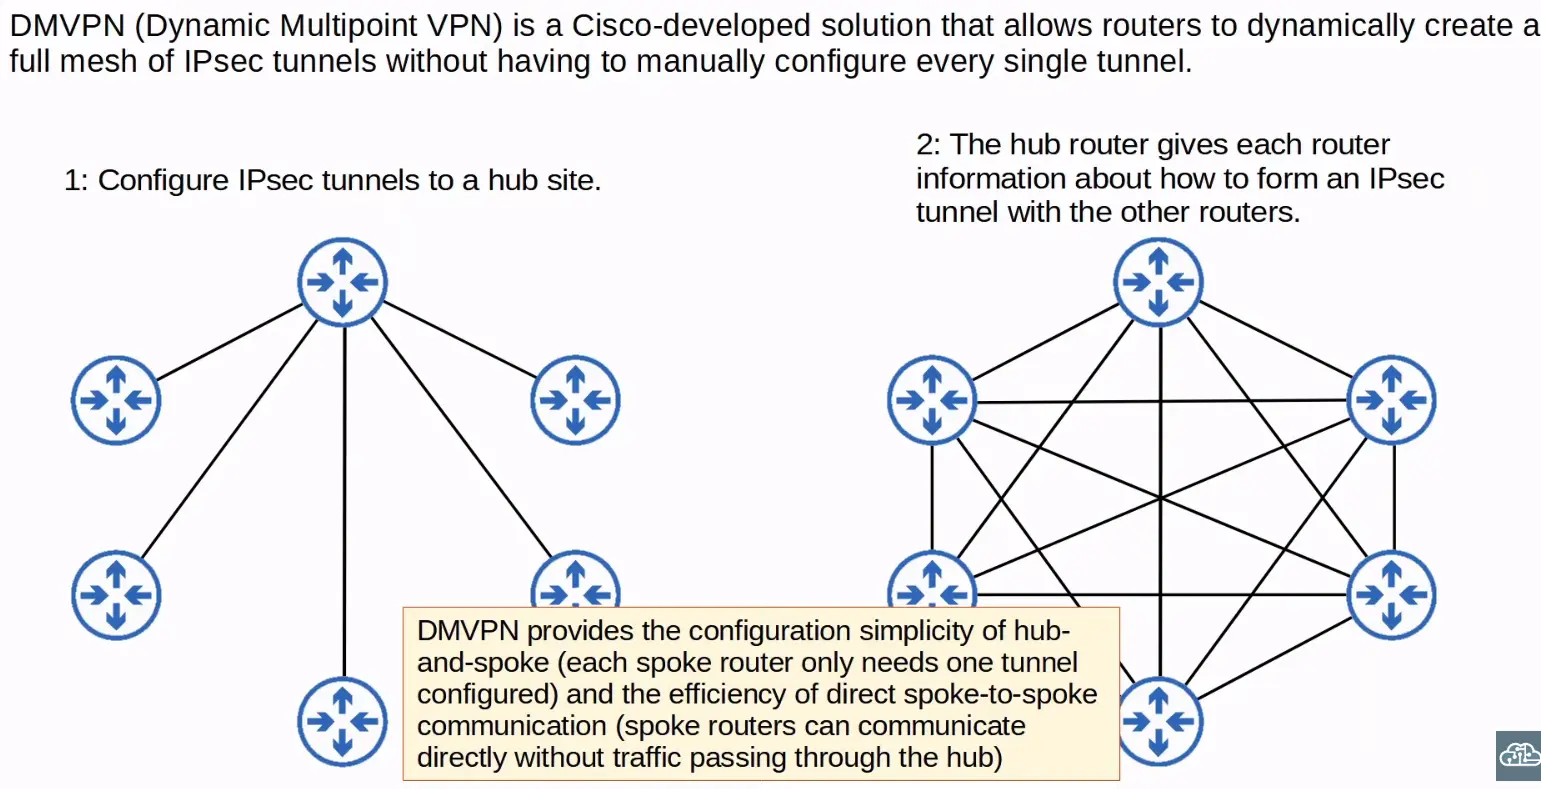 DMVPN (Dynamic Multipoint VPN) is a Cisco-developed solution that allows routers to dynamically create a
full mesh of IPsec tunnels without having to manually configure every single tunnel.
1: Configure IPsec tunnels to a hub site.
2: The hub router gives each router
information about how to form an IPsec
tunnel with the other routers.
DMVPN provides the configuration simplicity of hub-
and-spoke (each spoke router only needs one tunnel
configured) and the efficiency of direct spoke-to-spoke
communication (spoke routers can communicate
directly without traffic passing through the hub)